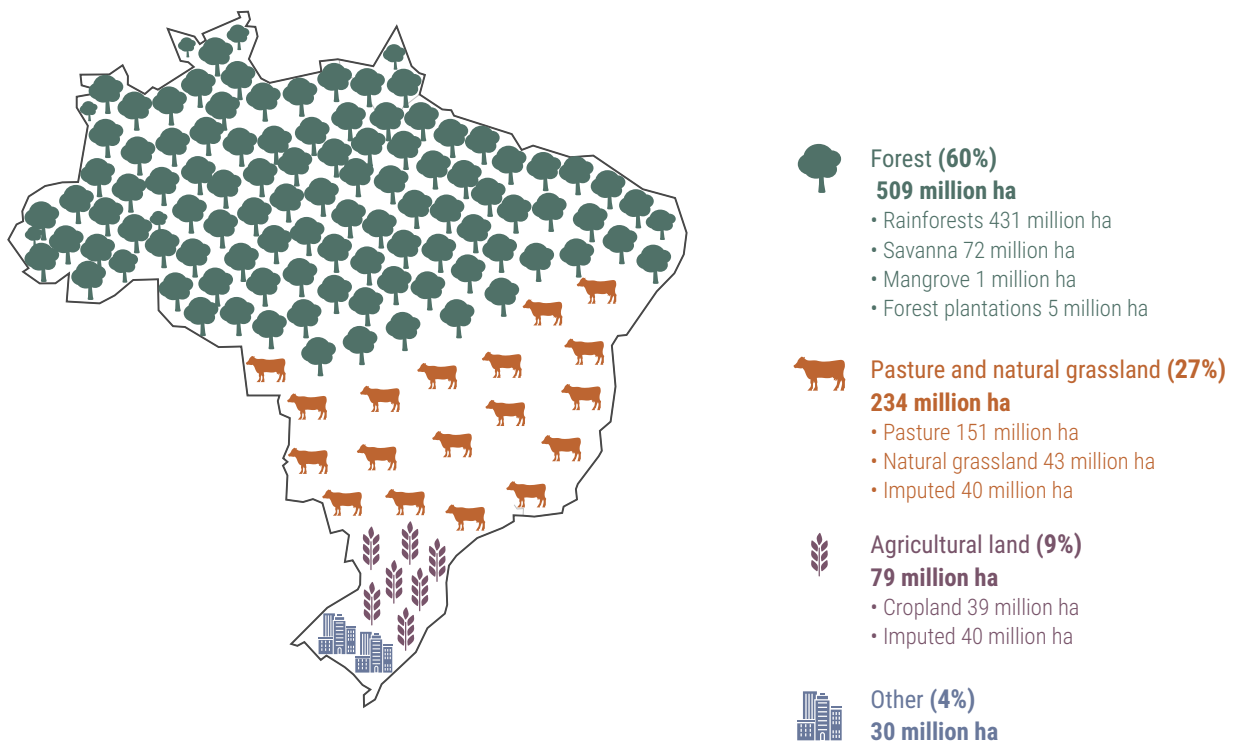 Forest (60%)
509 million ha
• Rainforests 431 million ha
• Savanna 72 million ha
• Mangrove 1 million ha
• Forest plantations 5 million ha
Pasture and natural grassland (27%)
234 million ha
• Pasture 151 million ha
• Natural grassland 43 million ha
• Imputed 40 million ha
Agricultural land (9%)
79 million ha
• Cropland 39 million ha
• Imputed 40 million ha
Other (4%)
30 million ha